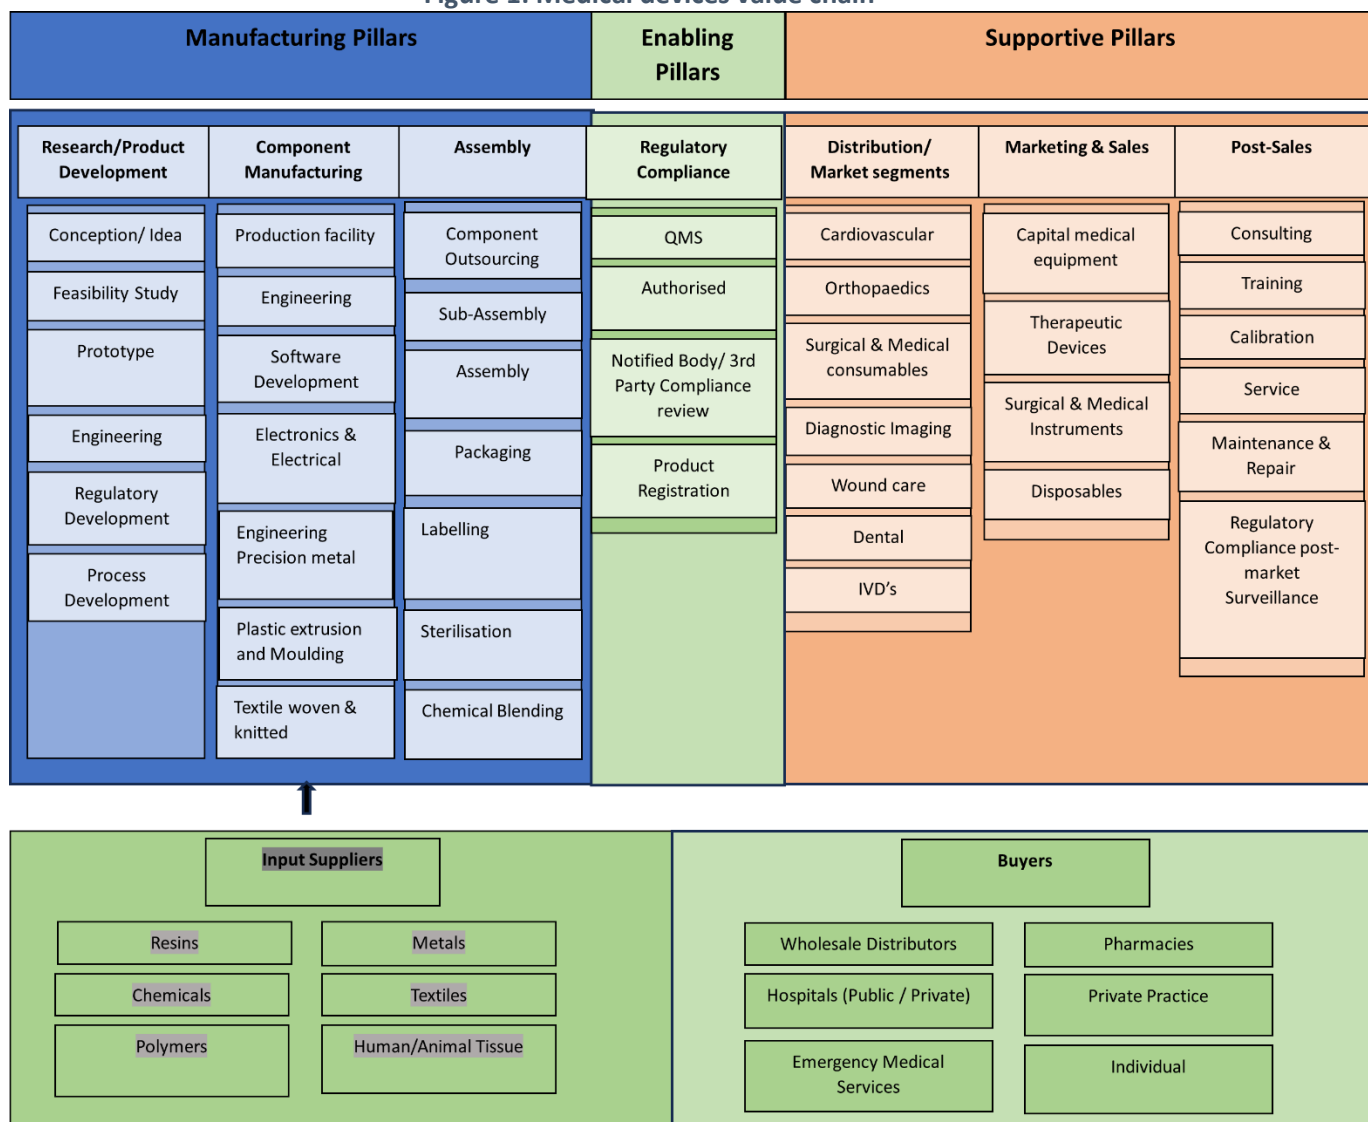 Figure 1: Medical devices value chain
Manufacturing Pillars
Enabling
Pillars
Supportive Pillars
Research/Product
Development
Component
Manufacturing
Assembly
Regulatory
Compliance
Distribution/
Market segments
Marketing & Sales
Post-Sales
Conception/ Idea
Feasibility Study
Prototype
Engineering
Regulatory
Development
Process
Development
Production facility
Engineering
Software
Development
Electronics &
Electrical
Engineering
Precision metal
Plastic extrusion
and Moulding
Textile woven &
knitted
Component
Outsourcing
Sub-Assembly
Assembly
Packaging
Labelling
Sterilisation
Chemical Blending
QMS
Authorised
Notified Body/ 3rd
Party Compliance
review
Product
Registration
Cardiovascular
Orthopaedics
Surgical & Medical
consumables
Diagnostic Imaging
Wound care
Dental
IVD's
Capital medical
equipment
Therapeutic
Devices
Surgical & Medical
Instruments
Disposables
Consulting
Training
Calibration
Service
Maintenance &
Repair
Regulatory
Compliance post-
market
Surveillance
Input Suppliers
Resins
Metals
Chemicals
Textiles
Polymers
Human/Animal Tissue
Buyers
Wholesale Distributors
Pharmacies
Hospitals (Public / Private)
Private Practice
Emergency Medical
Services
Individual